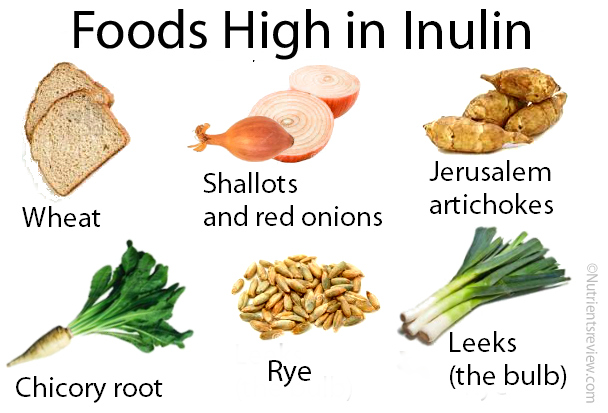 Foods High in Inulin
Wheat
Shallots
and red onions
Jerusalem
artichokes
Chicory root
Rye
Leeks
(the bulb)
©Nutrientsreview.com